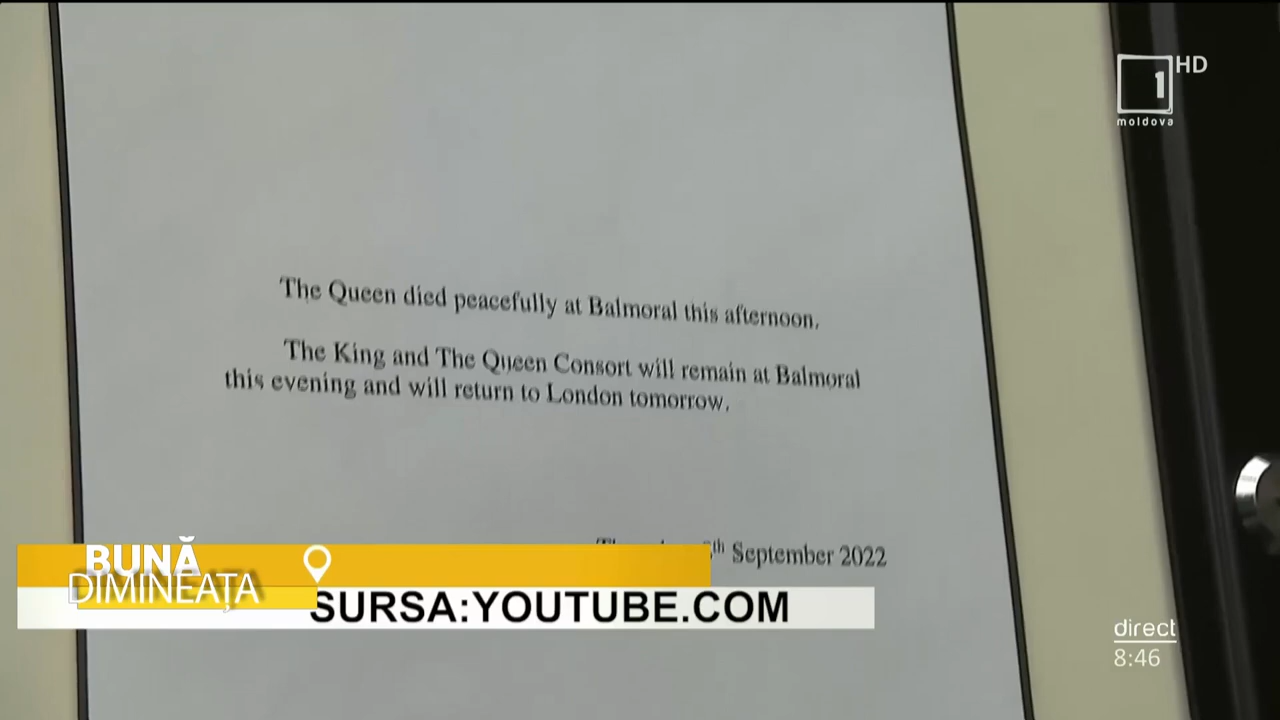 1 HD
moldova
The Queen died peacefully at Balmoral this afternoon.
The King and The Queen Consort will remain at Balmoral
this evening and will return to London tomorrow.
th September 2022
BUNĂ
DIMINEAȚA
SURSA:YOUTUBE.COM
direct
8:46